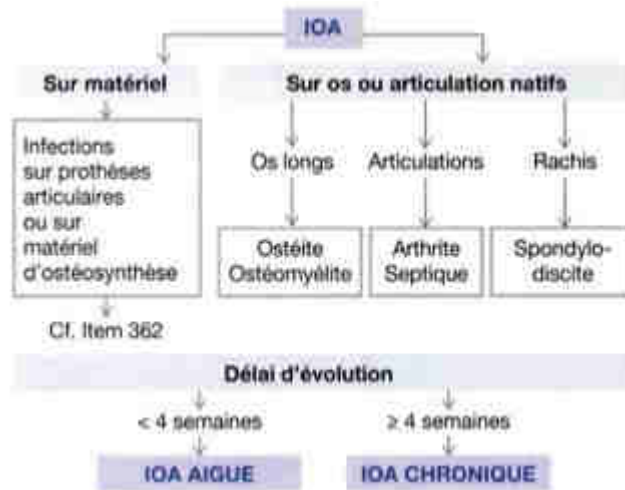 IOA
Sur matériel
Sur os ou articulation natifs
Infections
sur prothèses
articulaires
ou sur
matériel
d'ostéosynthèse
Cf. Item 362
Os longs
Articulations
Rachis
Ostéite
Ostéomyélite
Arthrite
Septique
Spondylo-
discite
Délai d'évolution
< 4 semaines
≥ 4 semaines
IOA AIGUE
IOA CHRONIQUE